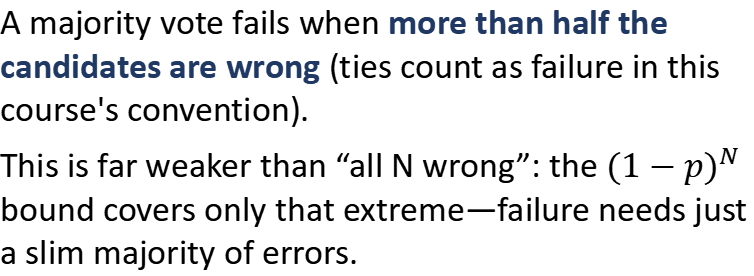 A majority vote fails when more than half the
candidates are wrong (ties count as failure in this
course's convention).
This is far weaker than “all N wrong”: the (1 − p)^N
bound covers only that extreme—failure needs just
a slim majority of errors.